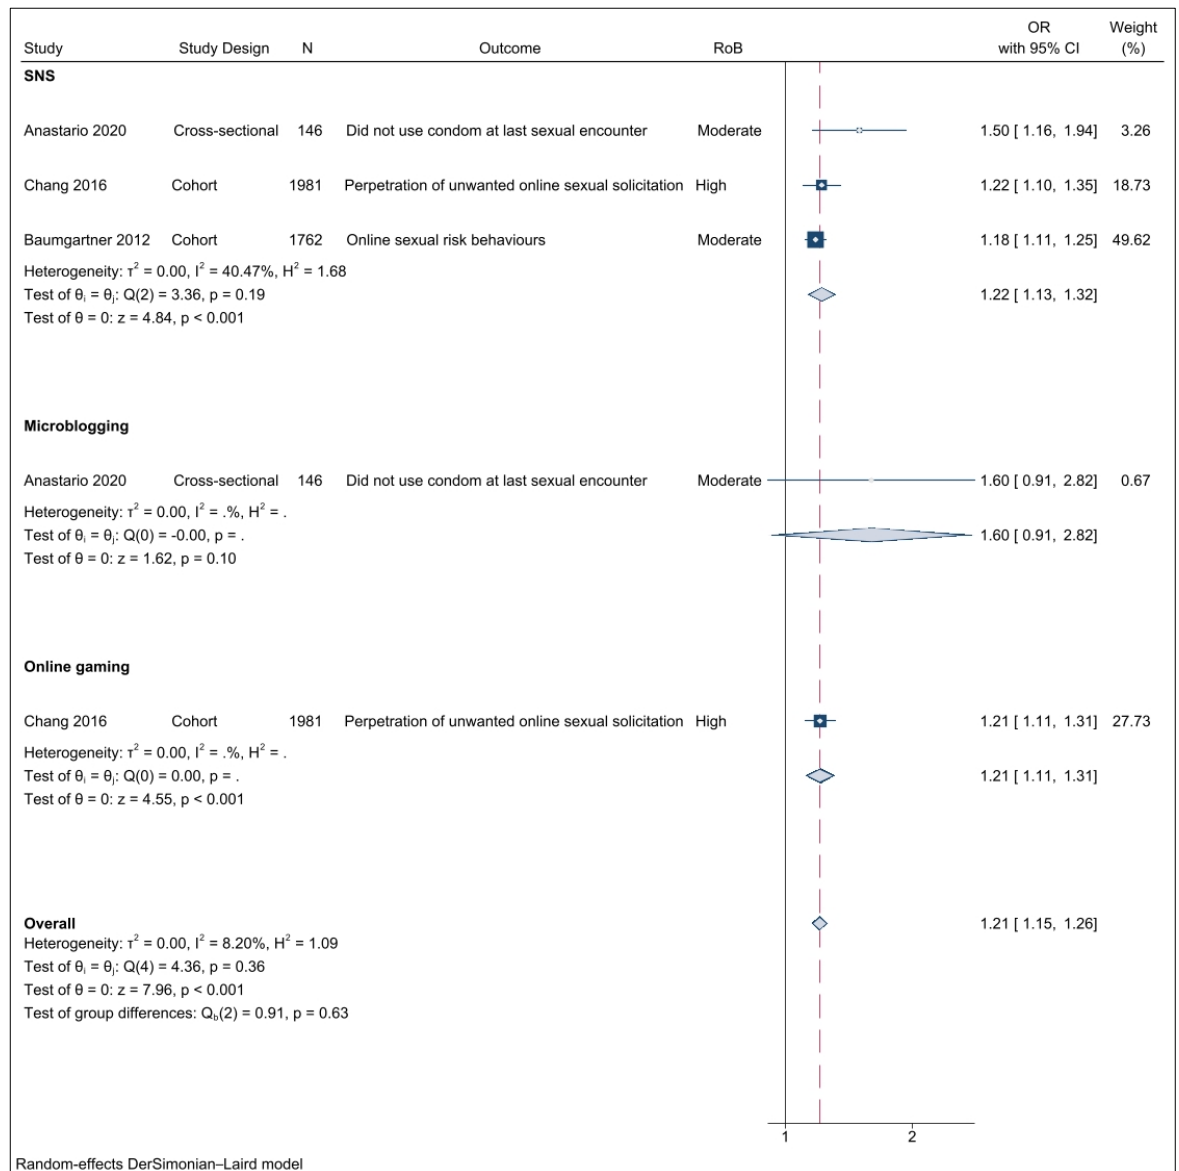 OR Weight
Study Study Design N Outcome RoB with 95% CI (%)
SNS
Anastario 2020 Cross-sectional 146 Did not use condom at last sexual encounter Moderate 1.50 [ 1.16, 1.94] 3.26
Chang 2016 Cohort 1981 Perpetration of unwanted online sexual solicitation High 1.22 [ 1.10, 1.35] 18.73
Baumgartner 2012 Cohort 1762 Online sexual risk behaviours Moderate 1.18 [ 1.11, 1.25] 49.62
Heterogeneity: τ² = 0.00, I² = 40.47%, H² = 1.68
Test of θᵢ = θⱼ: Q(2) = 3.36, p = 0.19 1.22 [ 1.13, 1.32]
Test of θ = 0: z = 4.84, p < 0.001
Microblogging
Anastario 2020 Cross-sectional 146 Did not use condom at last sexual encounter Moderate 1.60 [ 0.91, 2.82] 0.67
Heterogeneity: τ² = 0.00, I² = .%, H² = .
Test of θᵢ = θⱼ: Q(0) = -0.00, p = . 1.60 [ 0.91, 2.82]
Test of θ = 0: z = 1.62, p = 0.10
Online gaming
Chang 2016 Cohort 1981 Perpetration of unwanted online sexual solicitation High 1.21 [ 1.11, 1.31] 27.73
Heterogeneity: τ² = 0.00, I² = .%, H² = .
Test of θᵢ = θⱼ: Q(0) = 0.00, p = . 1.21 [ 1.11, 1.31]
Test of θ = 0: z = 4.55, p < 0.001
Overall 1.21 [ 1.15, 1.26]
Heterogeneity: τ² = 0.00, I² = 8.20%, H² = 1.09
Test of θᵢ = θⱼ: Q(4) = 4.36, p = 0.36
Test of θ = 0: z = 7.96, p < 0.001
Test of group differences: Q_b(2) = 0.91, p = 0.63
1 2
Random-effects DerSimonian–Laird model